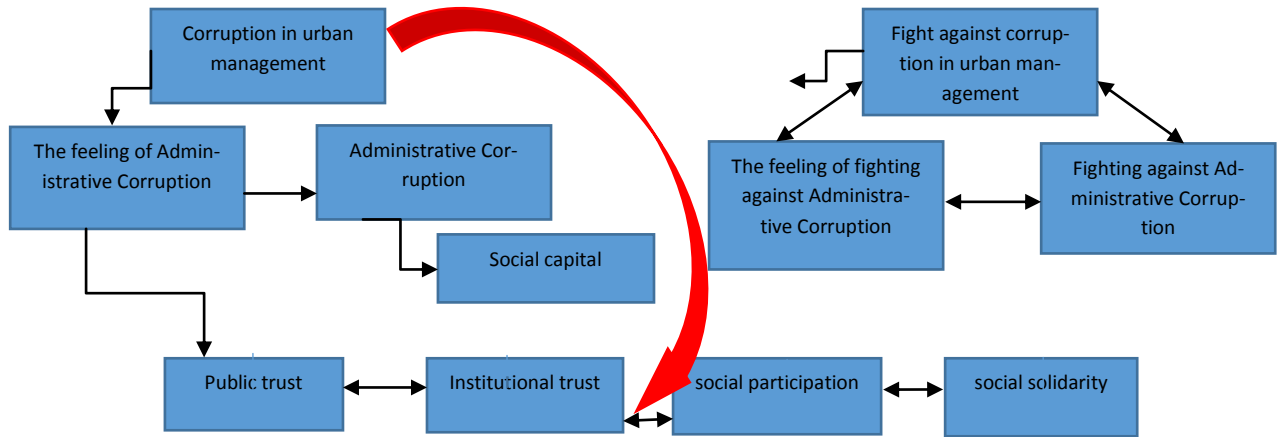 Corruption in urban
management
Fight against corrup-
tion in urban man-
agement
The feeling of Admin-
istrative Corruption
Administrative Cor-
ruption
The feeling of fighting
against Administra-
tive Corruption
Fighting against Ad-
ministrative Corrup-
tion
Social capital
Public trust
Institutional trust
social participation
social solidarity